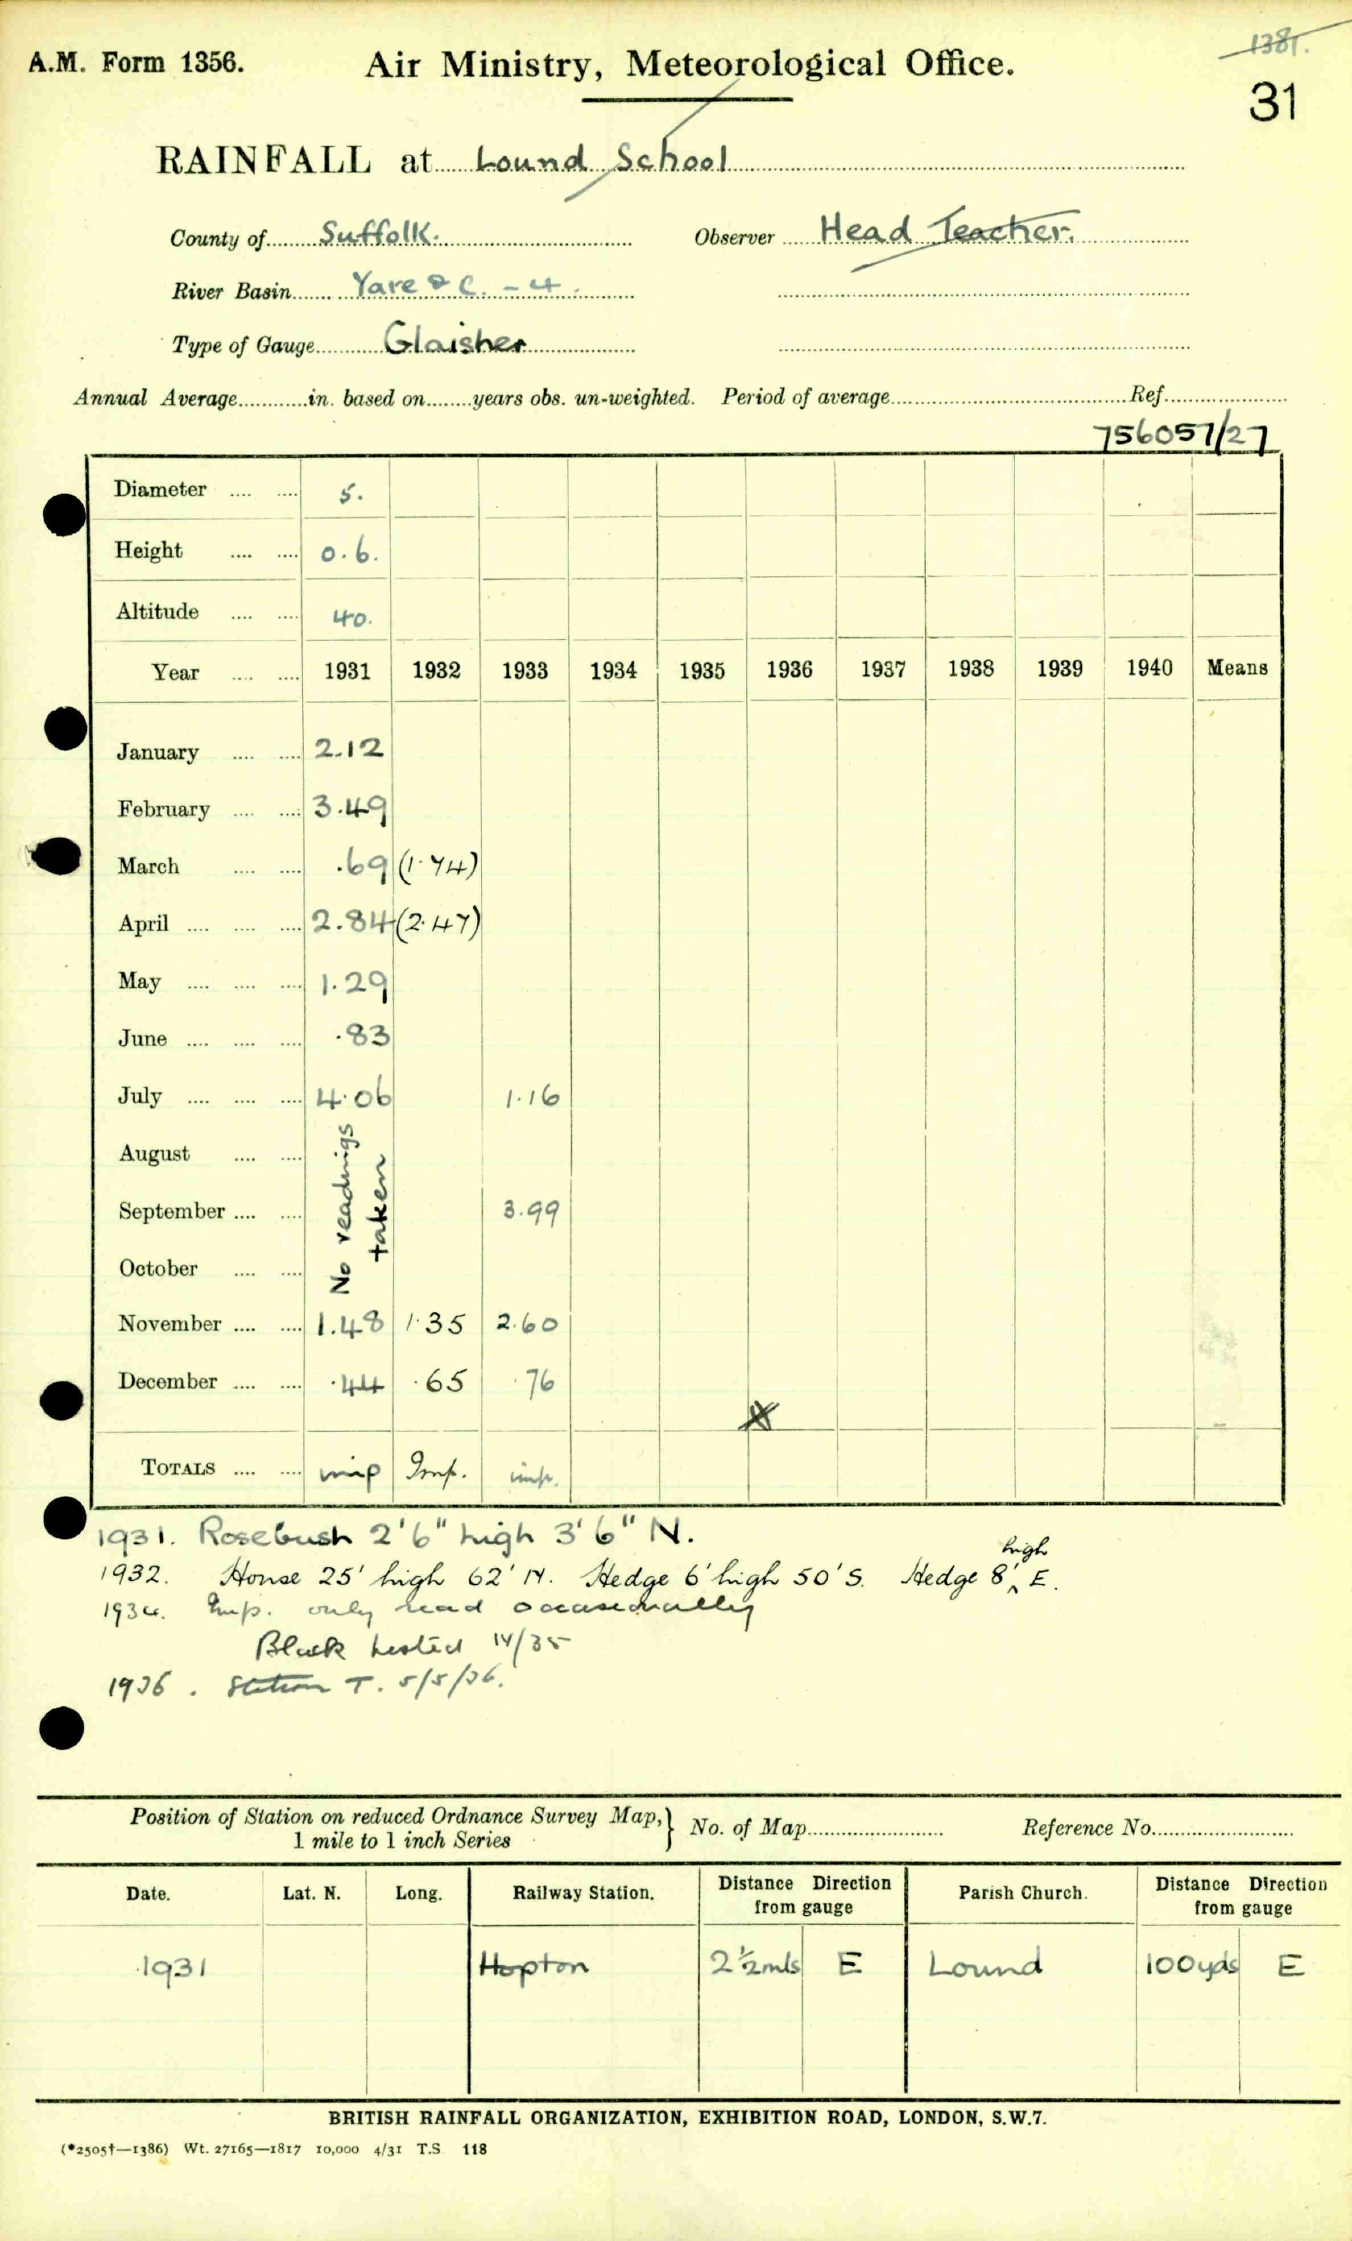 1381.
A.M. Form 1356.
Air Ministry, Meteorological Office.
31
RAINFALL at Lound School
County of Suffolk. Observer Head Teacher.
River Basin Yare & C. - 4.
Type of Gauge Glaisher
Annual Average in. based on years obs. un-weighted. Period of average Ref.
756057/27
Diameter 5.
Height 0.6.
Altitude 40.
Year 1931 1932 1933 1934 1935 1936 1937 1938 1939 1940 Means
January 2.12
February 3.49
March .69 (1.74)
April 2.84 (2.47)
May 1.29
June .83
July 4.06 1.16
August
September 3.99
October
No readings
taken
November 1.48 1.35 2.60
December .44 .65 .76
TOTALS imp Imp. imp.
1931. Rosebush 2'6" high 3'6" N.
1932. House 25' high 62' N. Hedge 6' high 50' S. Hedge 8' high E.
1934. Imp. only read occasionally
Black Listed 14/35
1936. Station T. 5/5/36.
Position of Station on reduced Ordnance Survey Map,
1 mile to 1 inch Series } No. of Map Reference No.
Date. Lat. N. Long. Railway Station. Distance Direction from gauge Parish Church. Distance Direction from gauge
1931 Hopton 2½mls E Lound 100yds E
BRITISH RAINFALL ORGANIZATION, EXHIBITION ROAD, LONDON, S.W.7.
(*2505†—1386) Wt. 27165—1817 10,000 4/31 T.S. 118